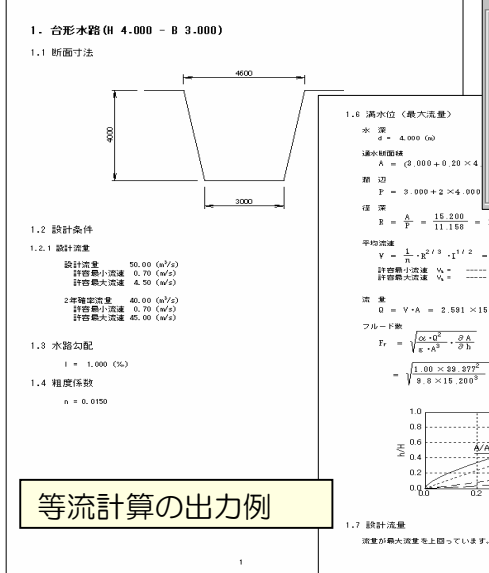 1. 台形水路(H 4.000 - B 3.000)
1.1 断面寸法
4600
4000
3000
1.2 設計条件
1.2.1 設計流量
設計流量 50.00 (m³/s)
許容最小流速 0.70 (m/s)
許容最大流速 4.50 (m/s)
2年確率流量 40.00 (m³/s)
許容最小流速 0.70 (m/s)
許容最大流速 45.00 (m/s)
1.3 水路勾配
I = 1.000 (‰)
1.4 粗度係数
n = 0.0150
等流計算の出力例
1
1.6 満水位（最大流量）
水 深
d = 4.000 (m)
通水断面積
A = (3.000 + 0.20 × 4
潤 辺
P = 3.000 + 2 × 4.000
径 深
R = A/P = 15.200/11.158 =
平均流速
V = 1/n ・R^2/3 ・I^1/2 =
許容最小流速 Vₐ = -----
許容最大流速 Vₐ = -----
流 量
Q = V・A = 2.591 × 15
フルード数
Fr = √(α・Q²/g・A³ ・ ∂A/∂h
= √(1.00 × 39.377²/9.8 × 15.200³
1.0
0.8
0.6
0.4
0.2
0.0
h/H
A/A
0.0 0.2
1.7 設計流量
流量が最大流量を上回っています。